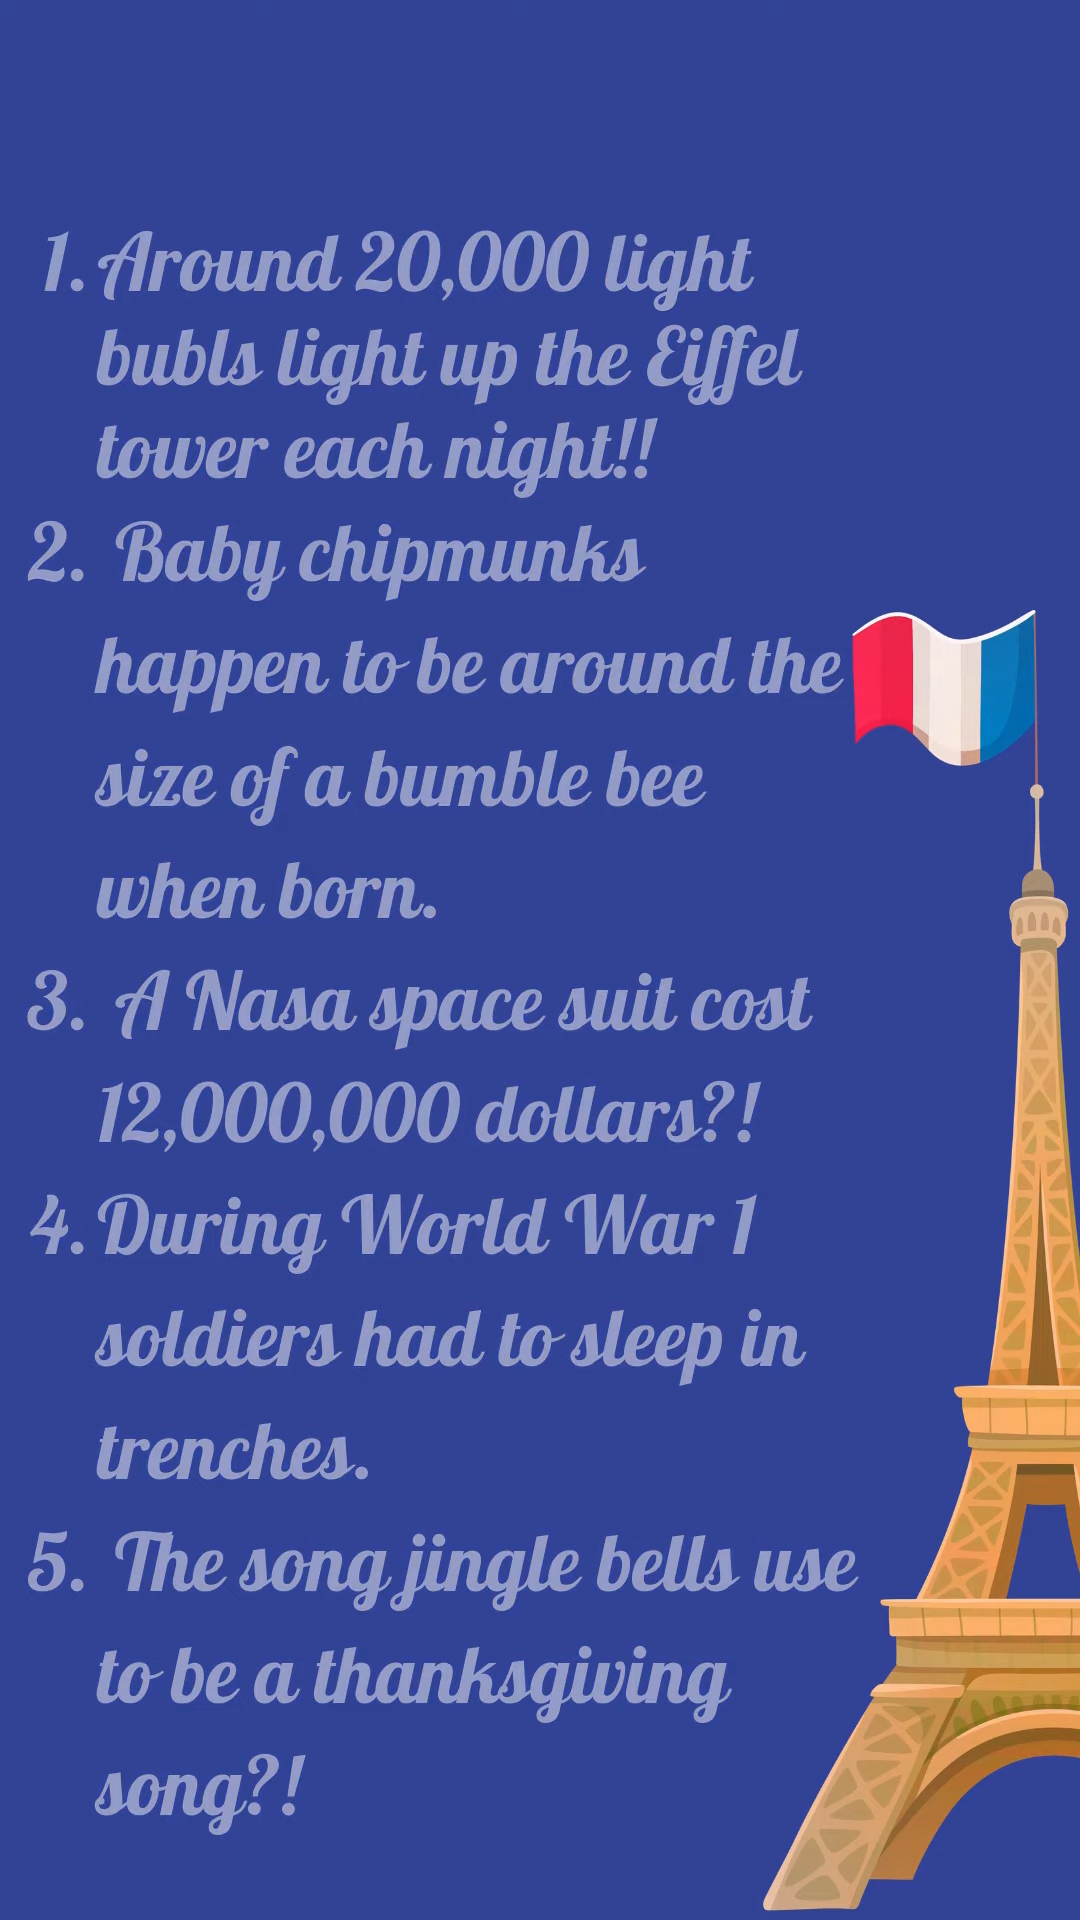 1. Around 20,000 light
bubls light up the Eiffel
tower each night!!
2. Baby chipmunks
happen to be around the
size of a bumble bee
when born.
3. A Nasa space suit cost
12,000,000 dollars?!
4. During World War 1
soldiers had to sleep in
trenches.
5. The song jingle bells use
to be a thanksgiving
song?!